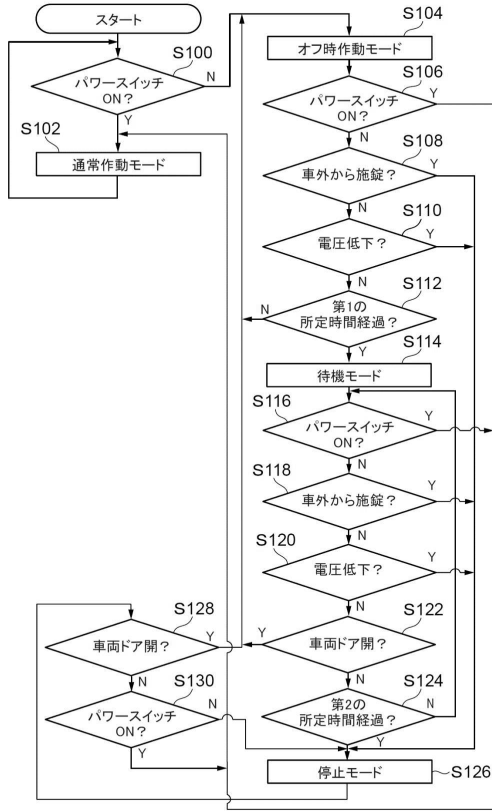 スタート
S100
パワースイッチ
ON?
N
Y
S102
通常作動モード
S104
オフ時作動モード
S106
パワースイッチ
ON?
Y
N
S108
車外から施錠?
Y
N
S110
電圧低下?
Y
N
S112
第1の
所定時間経過?
N
Y
S114
待機モード
S116
パワースイッチ
ON?
Y
N
S118
車外から施錠?
Y
N
S120
電圧低下?
Y
N
S122
車両ドア開?
Y
N
S124
第2の
所定時間経過?
N
Y
S126
停止モード
S128
車両ドア開?
Y
N
S130
パワースイッチ
ON?
N
Y